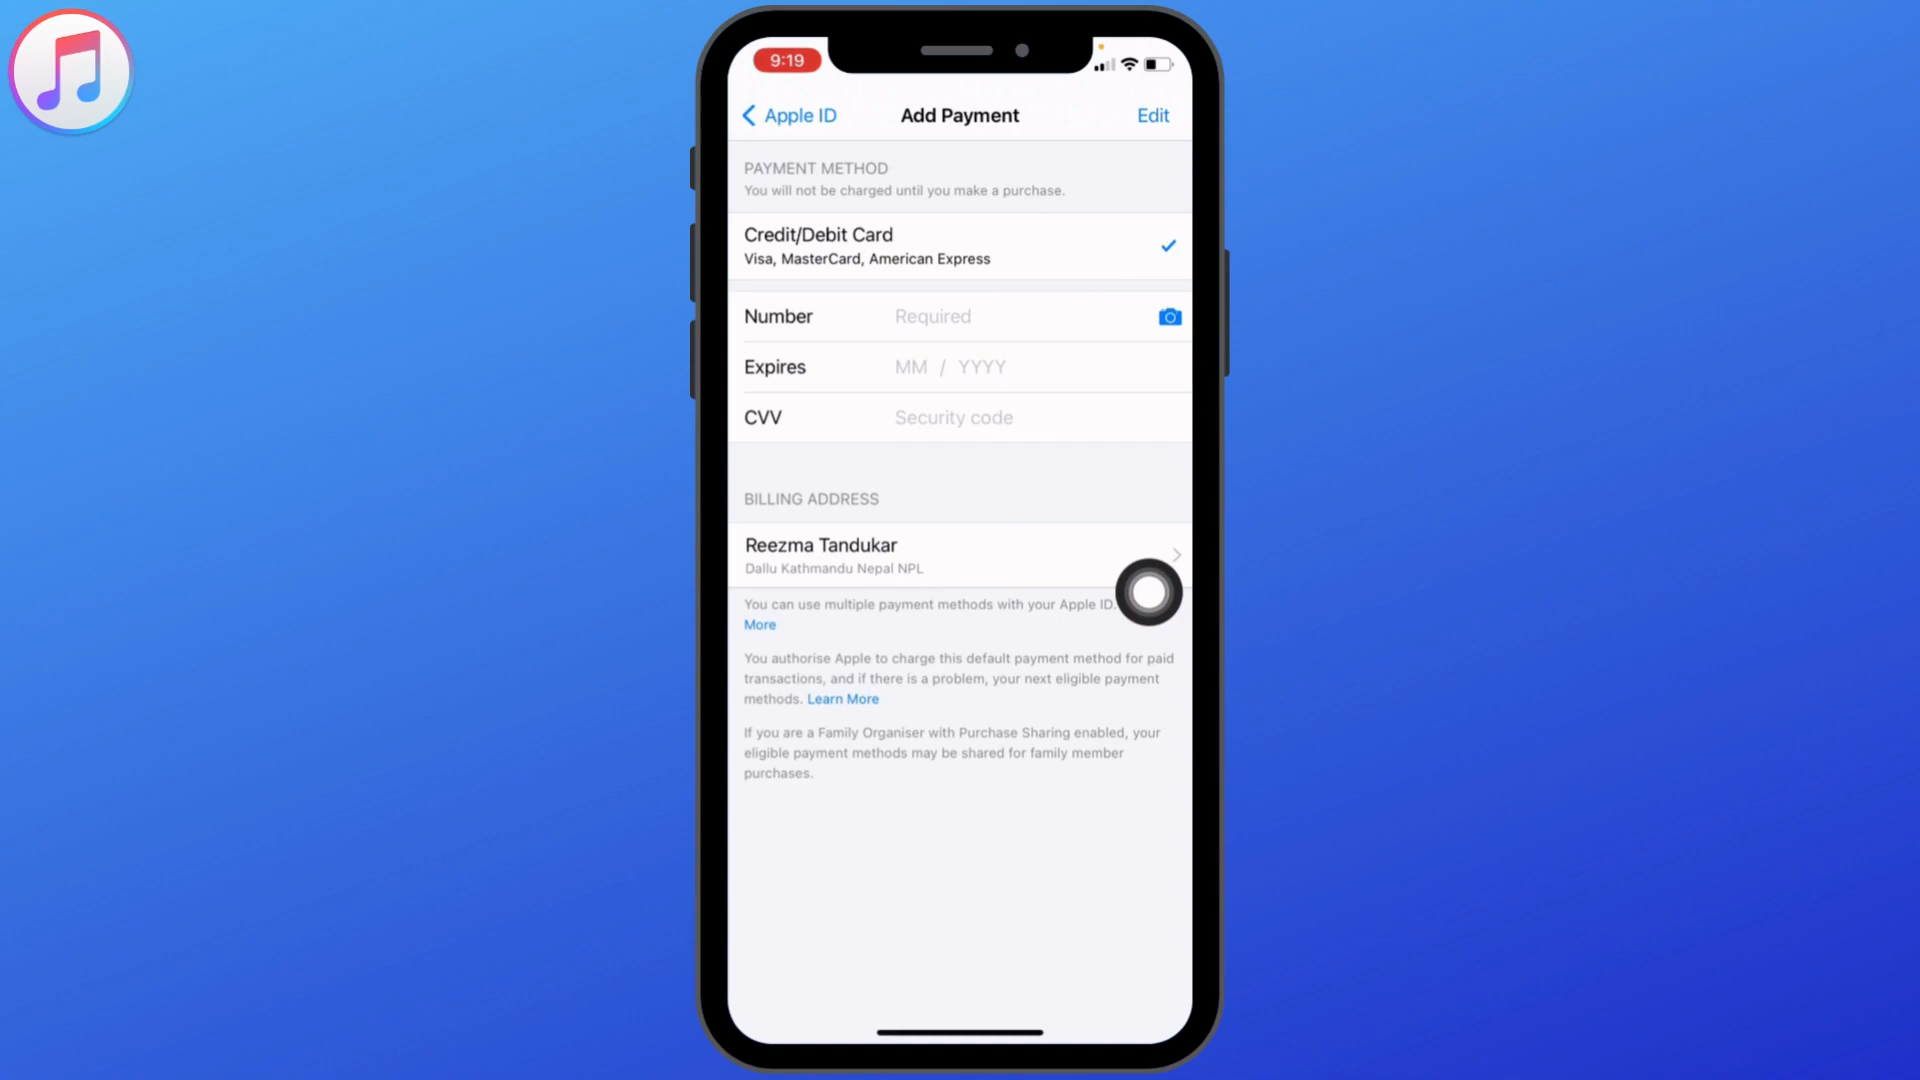 9:19
Apple ID
Add Payment
Edit
PAYMENT METHOD
You will not be charged until you make a purchase.
Credit/Debit Card
Visa, MasterCard, American Express
Number Required
Expires MM / YYYY
CVV Security code
BILLING ADDRESS
Reezma Tandukar
Dallu Kathmandu Nepal NPL
You can use multiple payment methods with your Apple ID.
More
You authorise Apple to charge this default payment method for paid
transactions, and if there is a problem, your next eligible payment
methods. Learn More
If you are a Family Organiser with Purchase Sharing enabled, your
eligible payment methods may be shared for family member
purchases.